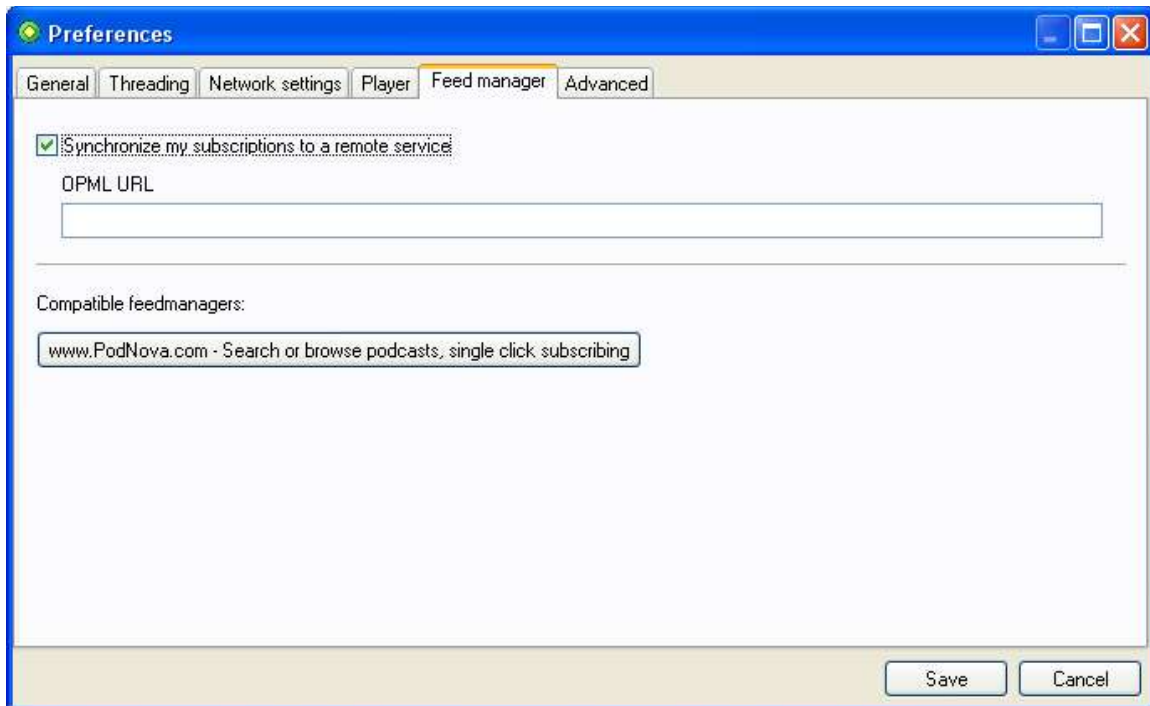 Preferences
General Threading Network settings Player Feed manager Advanced
Synchronize my subscriptions to a remote service
OPML URL
Compatible feedmanagers:
www.PodNova.com - Search or browse podcasts, single click subscribing
Save Cancel